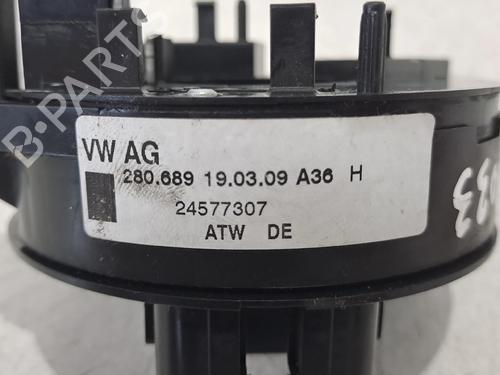 B-PARTS
VW AG
280.689 19.03.09 A36 H
24577307
ATW DE